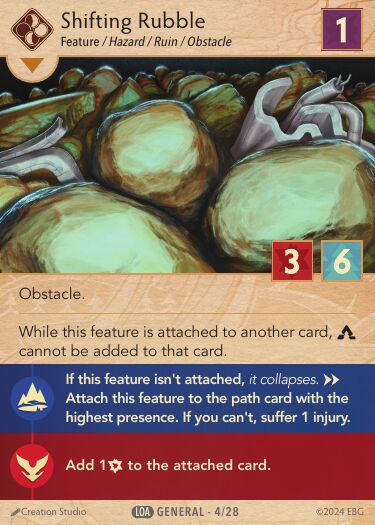 Shifting Rubble
Feature / Hazard / Ruin / Obstacle
1
3 6
Obstacle.
While this feature is attached to another card,
cannot be added to that card.
If this feature isn't attached, it collapses.
Attach this feature to the path card with the
highest presence. If you can't, suffer 1 injury.
Add 1 to the attached card.
Creation Studio LOA GENERAL - 4/28 ©2024 EBG